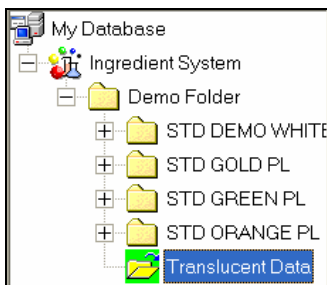 My Database
Ingredient System
Demo Folder
STD DEMO WHITE
STD GOLD PL
STD GREEN PL
STD ORANGE PL
Translucent Data